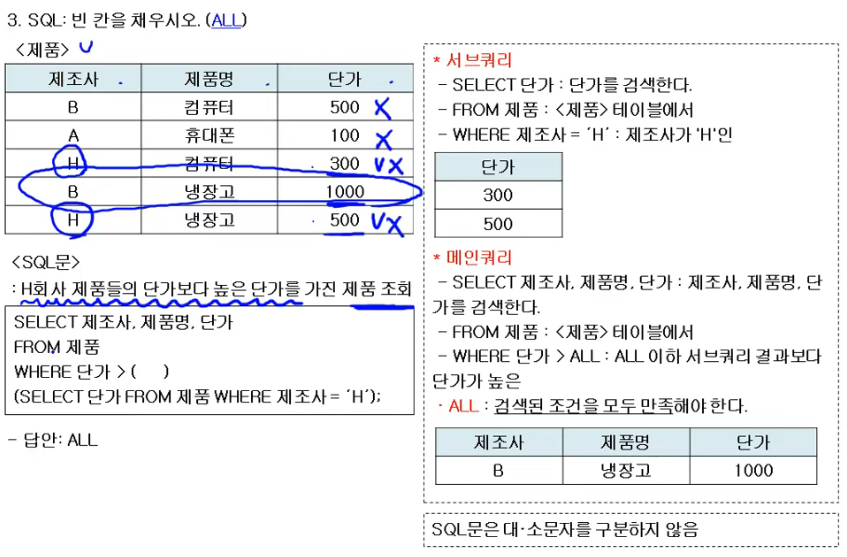 3. SQL: 빈 칸을 채우시오. (ALL)
<제품>
제조사 제품명 단가
B 컴퓨터 500
A 휴대폰 100
H 컴퓨터 300
B 냉장고 1000
H 냉장고 500
<SQL문>
: H회사 제품들의 단가보다 높은 단가를 가진 제품 조회
SELECT 제조사, 제품명, 단가
FROM 제품
WHERE 단가 > ( )
(SELECT 단가 FROM 제품 WHERE 제조사 = ´H´);
- 답안: ALL
* 서브쿼리
- SELECT 단가 : 단가를 검색한다.
- FROM 제품 : <제품> 테이블에서
- WHERE 제조사 = ´H´ : 제조사가 'H'인
단가
300
500
* 메인쿼리
- SELECT 제조사, 제품명, 단가 : 제조사, 제품명, 단
가를 검색한다.
- FROM 제품 : <제품> 테이블에서
- WHERE 단가 > ALL : ALL 이하 서브쿼리 결과보다
단가가 높은
· ALL : 검색된 조건을 모두 만족해야 한다.
제조사 제품명 단가
B 냉장고 1000
SQL문은 대·소문자를 구분하지 않음